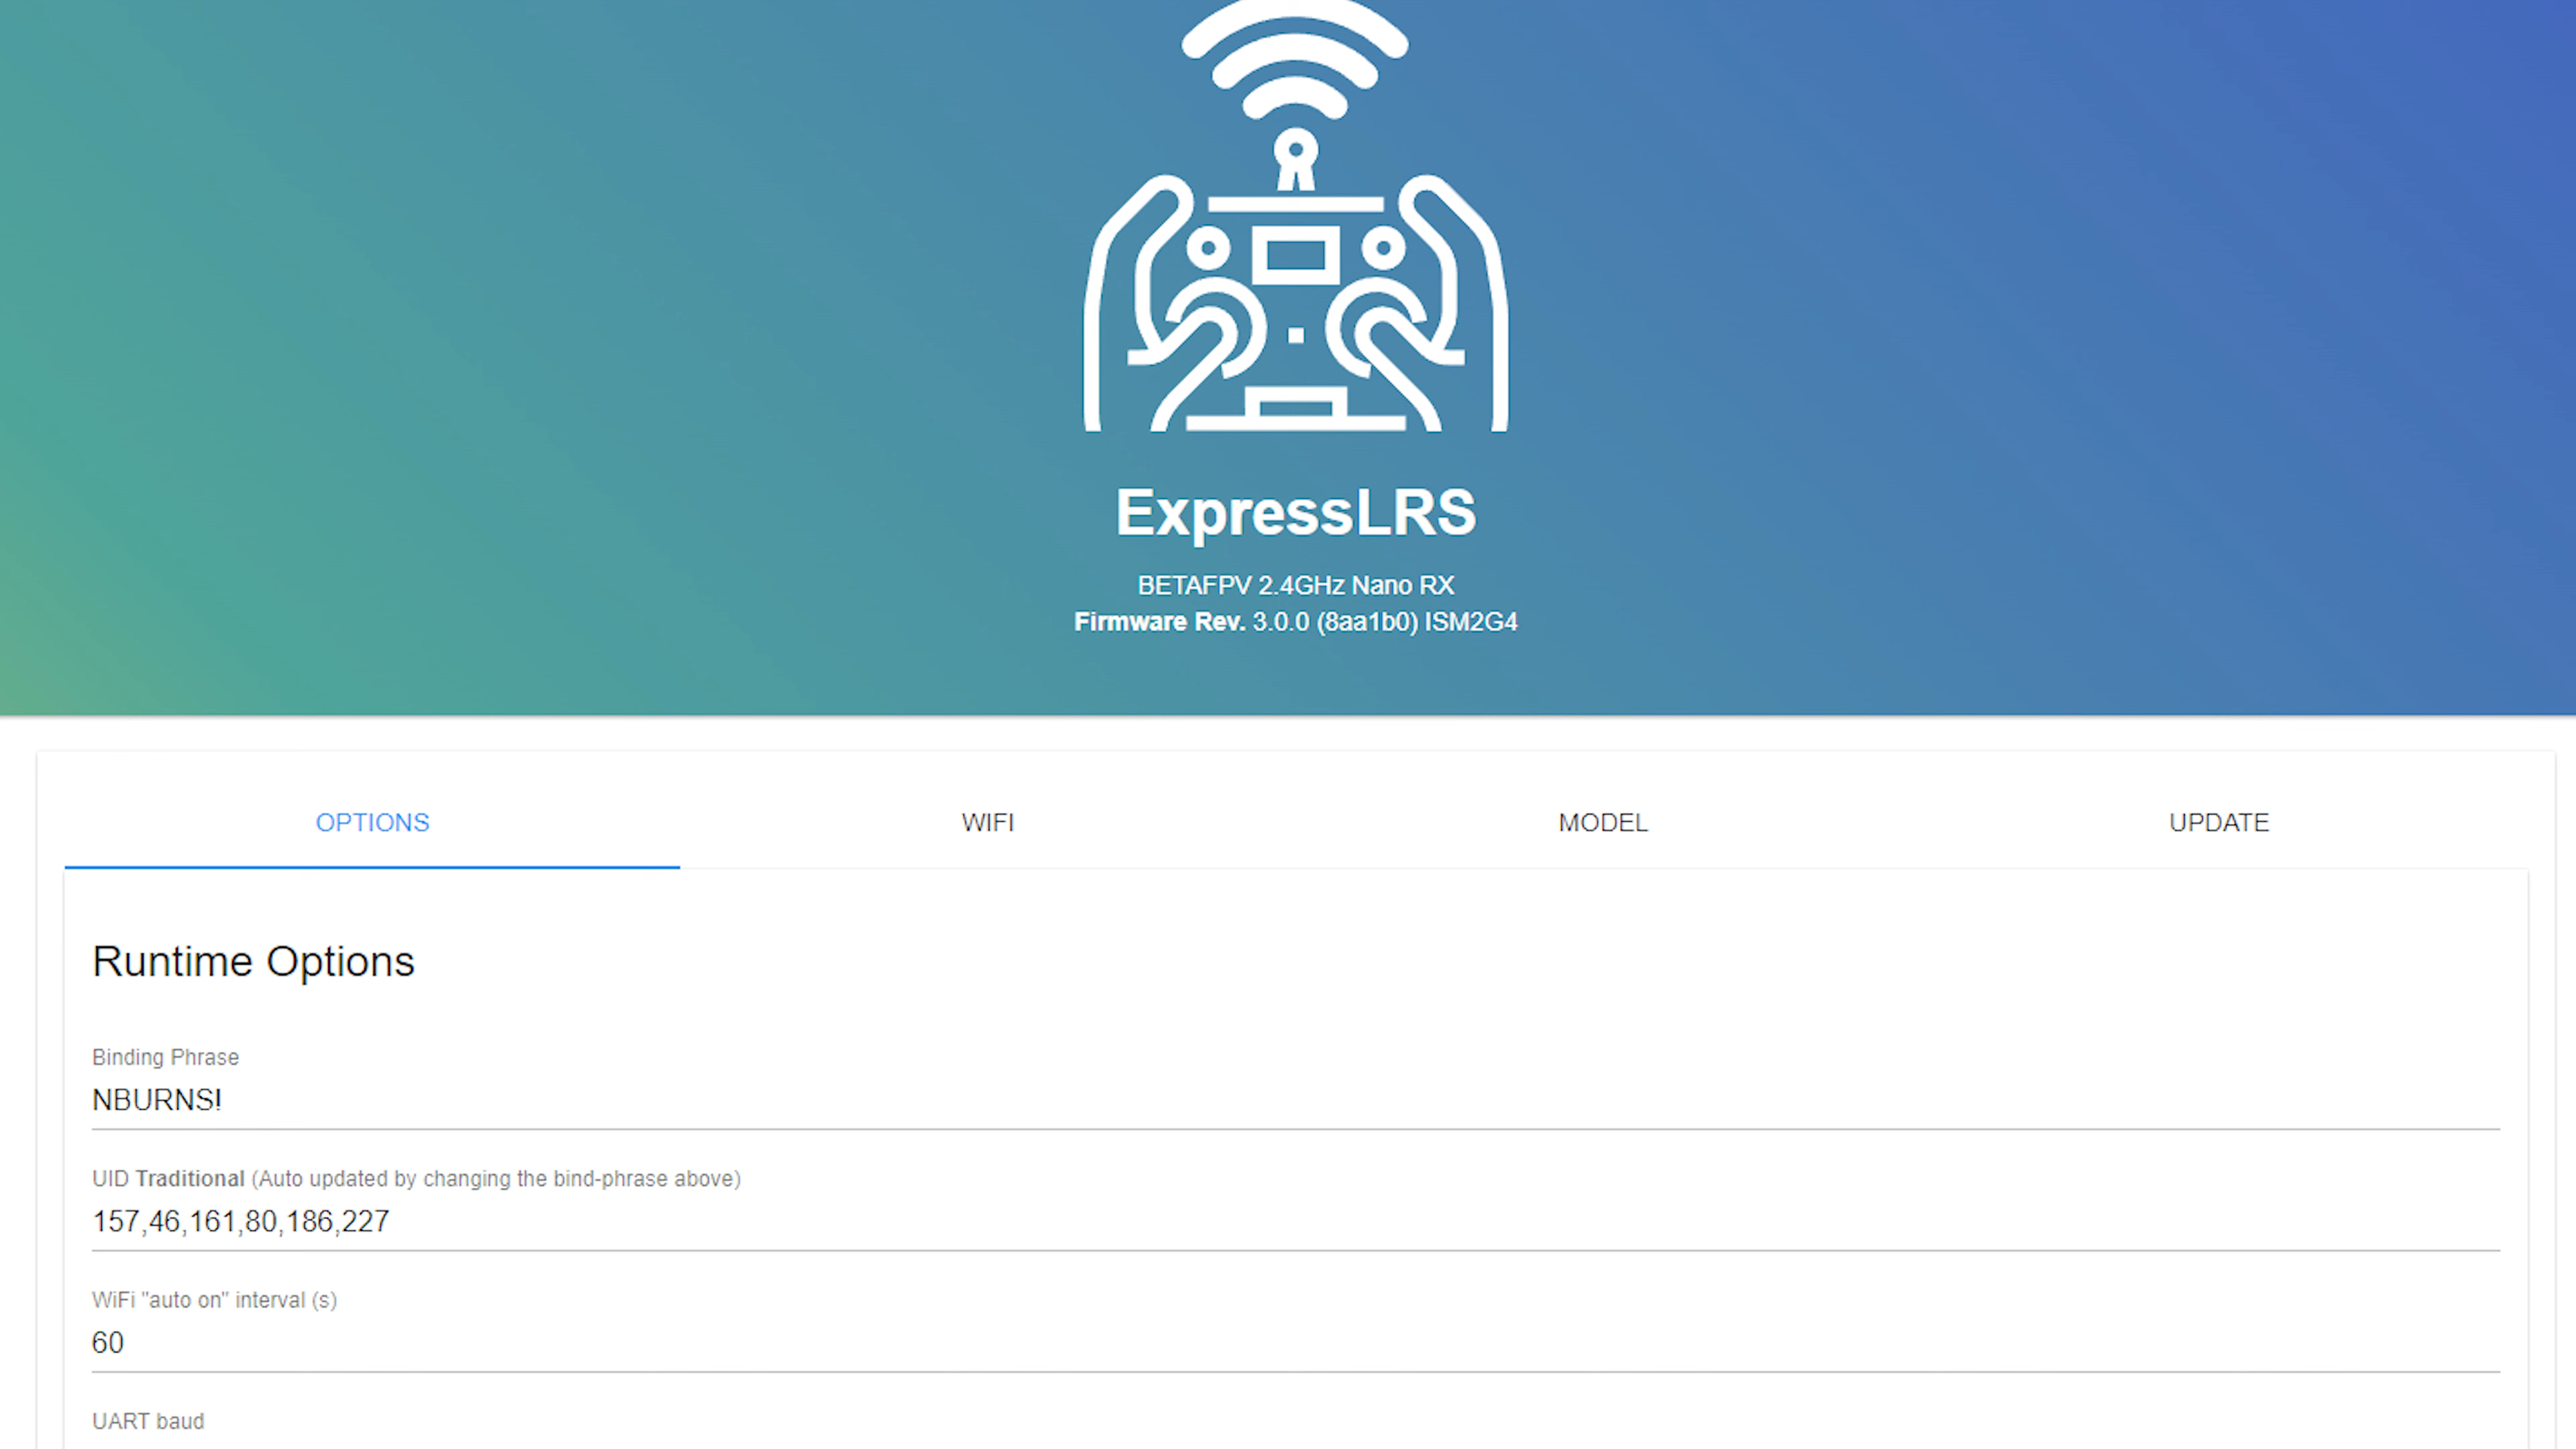 ExpressLRS
BETAFPV 2.4GHz Nano RX
Firmware Rev. 3.0.0 (8aa1b0) ISM2G4
OPTIONS WIFI MODEL UPDATE
Runtime Options
Binding Phrase
NBURNS!
UID Traditional (Auto updated by changing the bind-phrase above)
157,46,161,80,186,227
WiFi "auto on" interval (s)
60
UART baud